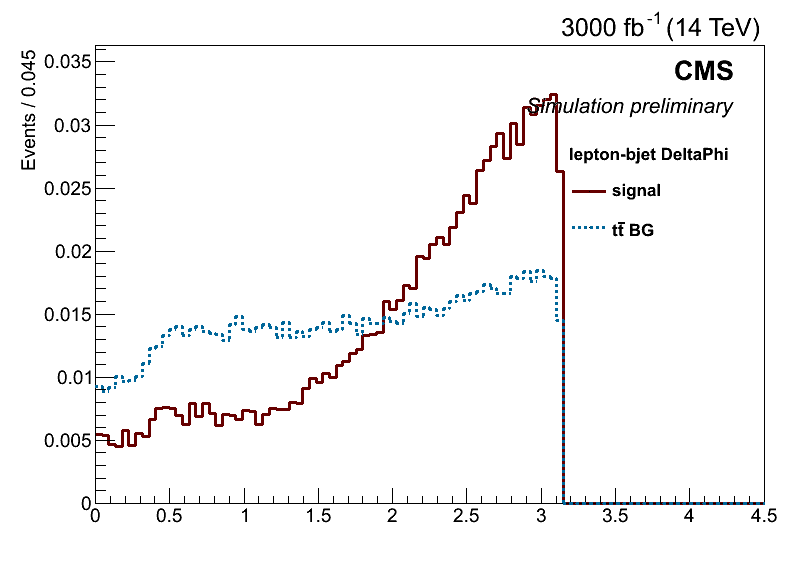 3000 fb⁻¹ (14 TeV)
Events / 0.045
CMS
Simulation preliminary
lepton-bjet DeltaPhi
signal
tt̄ BG
0.035
0.03
0.025
0.02
0.015
0.01
0.005
0
0 0.5 1 1.5 2 2.5 3 3.5 4 4.5